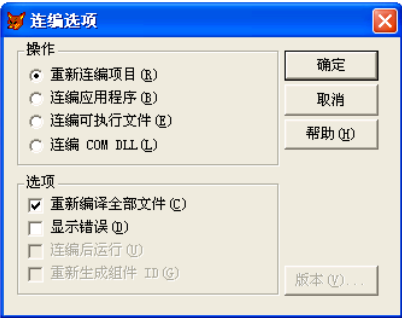 连编选项
操作
重新连编项目(R)
连编应用程序(B)
连编可执行文件(E)
连编 COM DLL(L)
确定
取消
帮助(H)
选项
重新编译全部文件(C)
显示错误(D)
连编后运行(U)
重新生成组件 ID(G)
版本(V)...